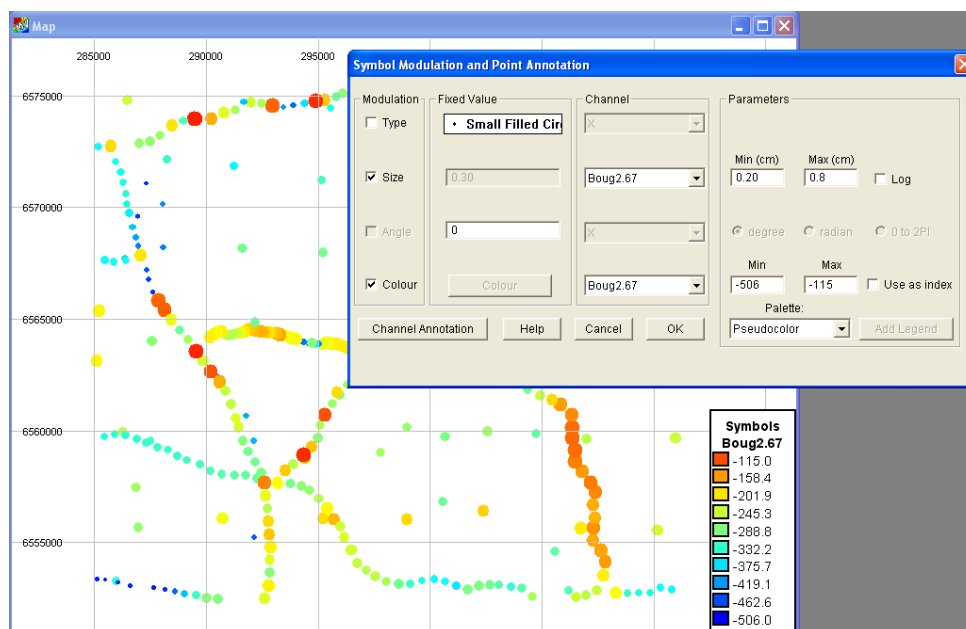 Map
285000 290000 295000
6575000
6570000
6565000
6560000
6555000
Symbol Modulation and Point Annotation
Modulation Fixed Value Channel Parameters
Type Small Filled Cir X
Min (cm) Max (cm)
Size 0.30 Boug2.67 0.20 0.8 Log
Angle 0 X degree radian 0 to 2PI
Min Max
Colour Colour Boug2.67 -506 -115 Use as index
Palette:
Channel Annotation Help Cancel OK Pseudocolor Add Legend
Symbols
Boug2.67
-115.0
-158.4
-201.9
-245.3
-288.8
-332.2
-375.7
-419.1
-462.6
-506.0